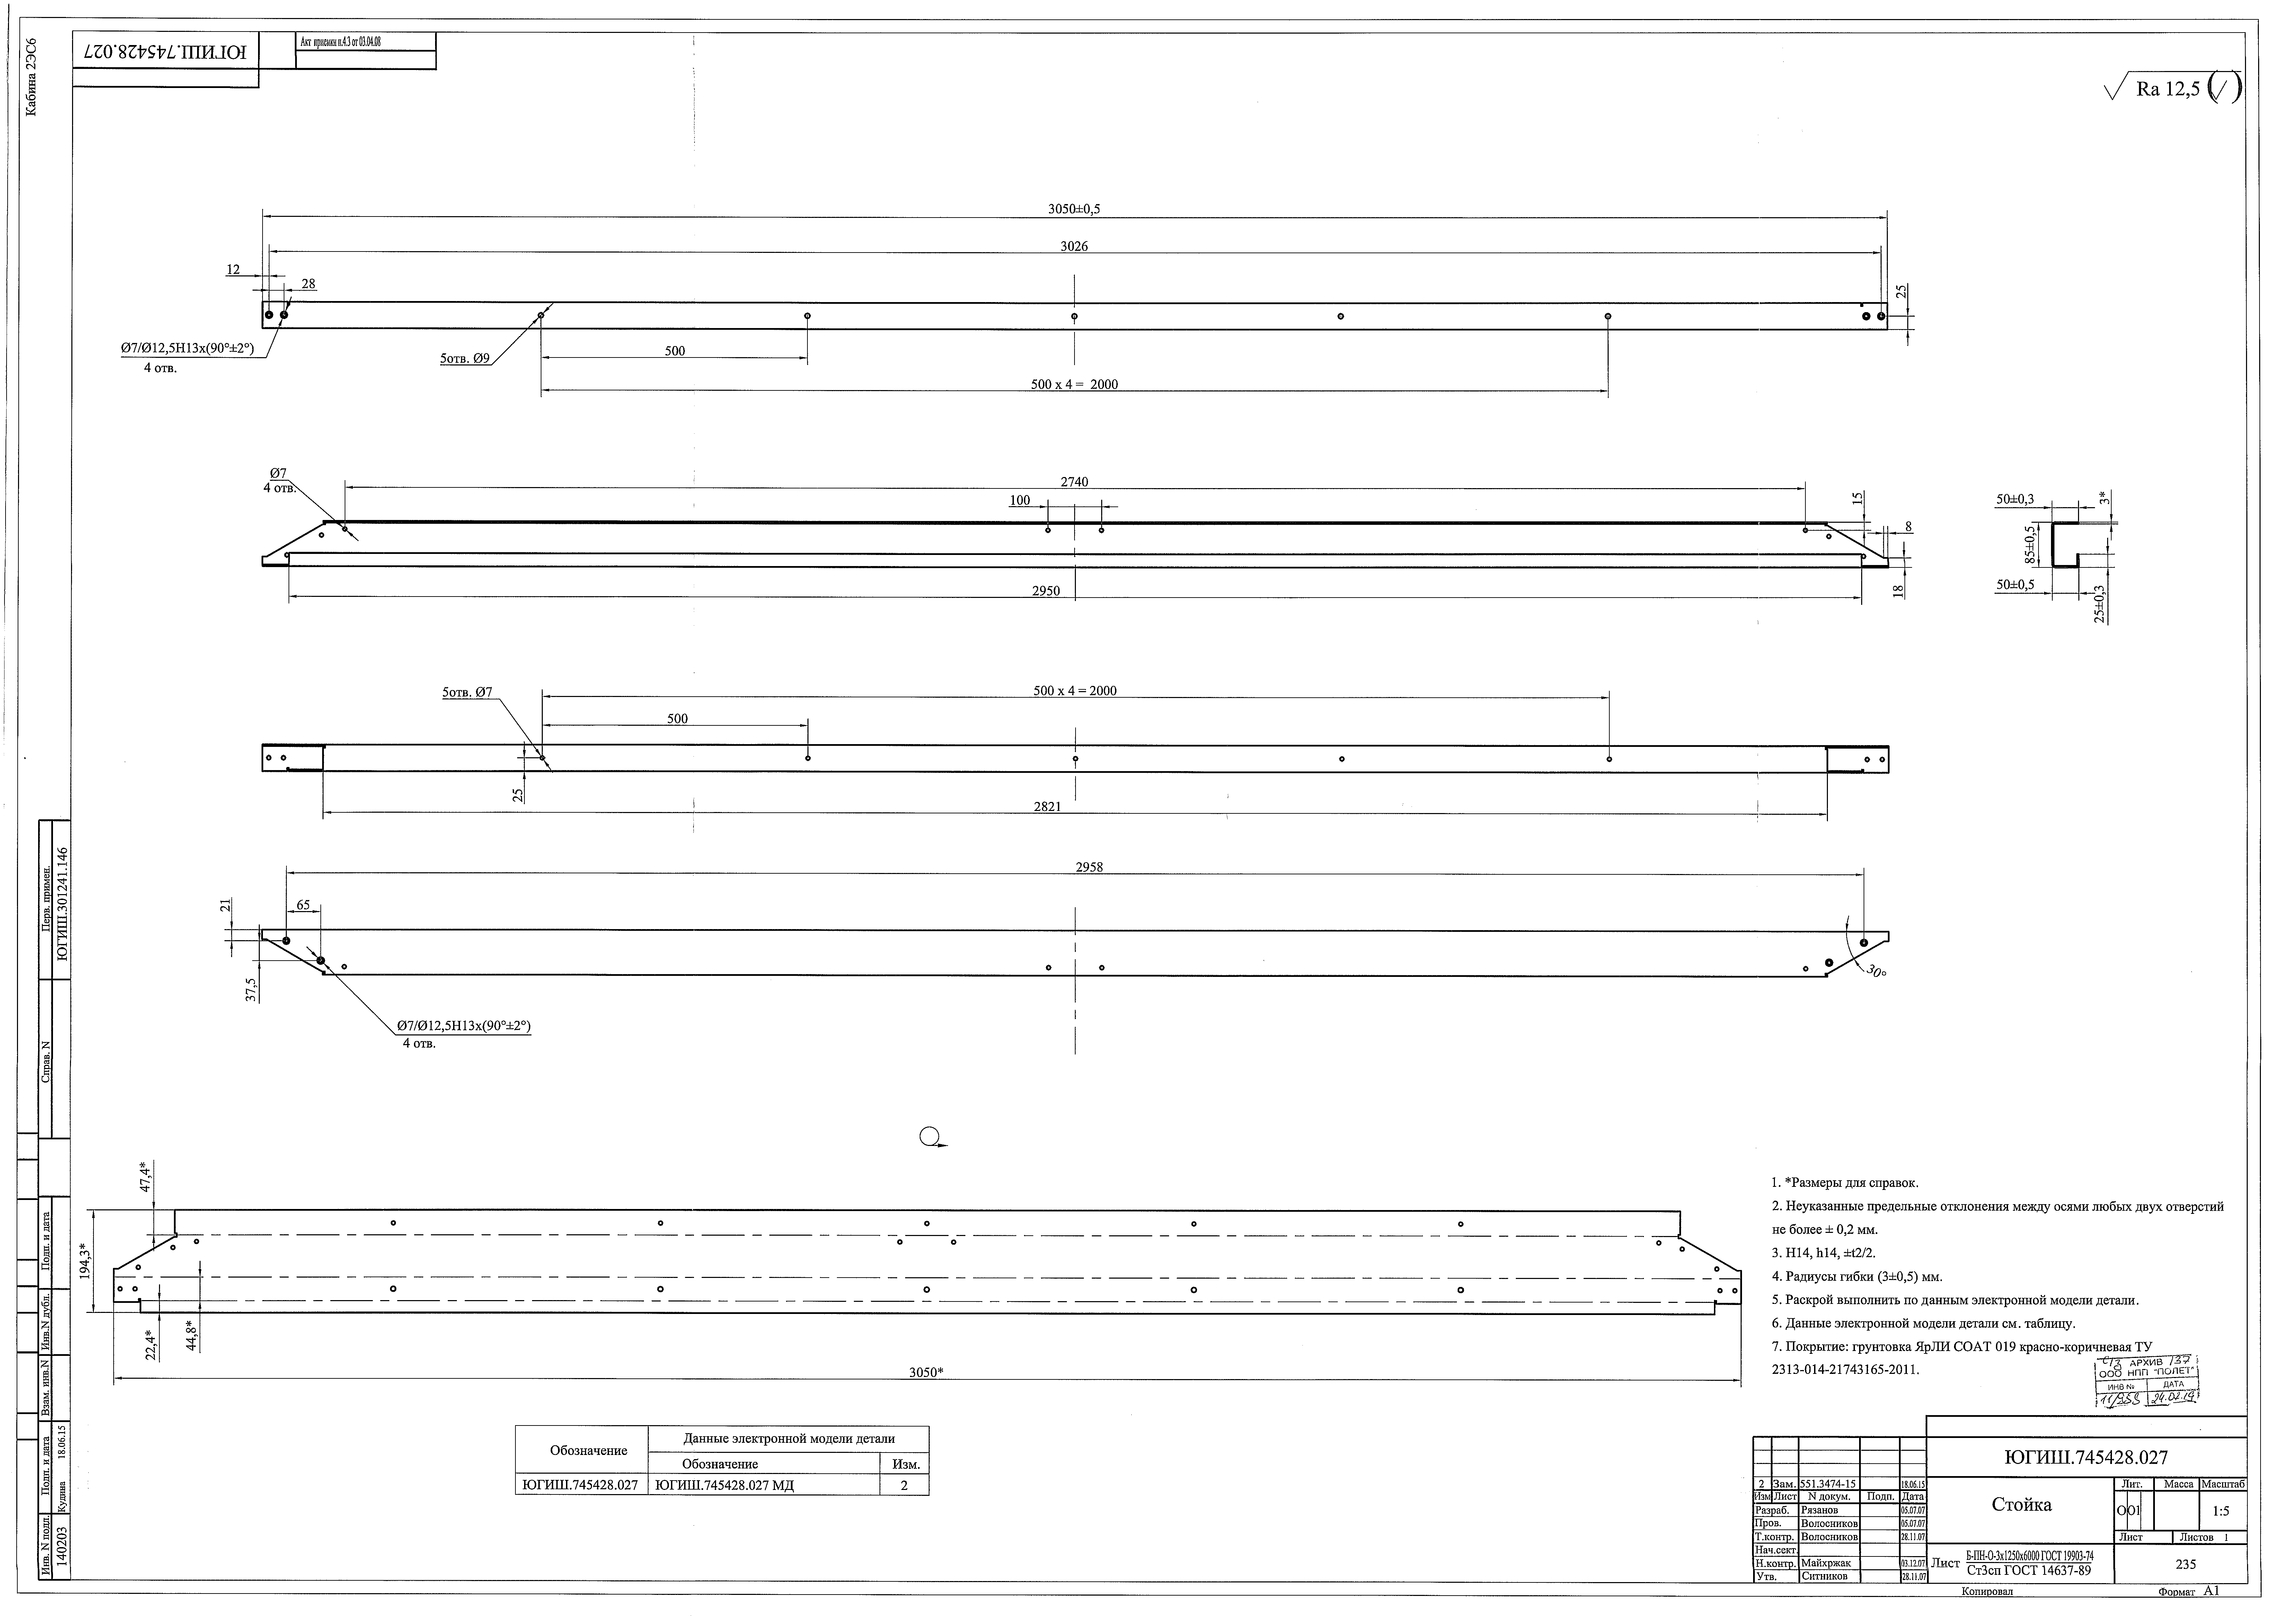 Кабина 2ЭС6
ЮГИШ.745428.027
Акт приемки п.4.3 от 03.04.08
Ra 12,5 (√)
3050±0,5
3026
12
28
25
Ø7/Ø12,5H13x(90°±2°)
4 отв.
5отв. Ø9
500
500 x 4 = 2000
Ø7
4 отв.
2740
100
15
8
18
2950
50±0,3
3*
85±0,5
50±0,5
25±0,3
5отв. Ø7
500 x 4 = 2000
500
25
2821
2958
21
65
37,5
30°
Ø7/Ø12,5H13x(90°±2°)
4 отв.
47,4*
194,3*
22,4*
44,8*
3050*
1. *Размеры для справок.
2. Неуказанные предельные отклонения между осями любых двух отверстий
не более ± 0,2 мм.
3. H14, h14, ±t2/2.
4. Радиусы гибки (3±0,5) мм.
5. Раскрой выполнить по данным электронной модели детали.
6. Данные электронной модели детали см. таблицу.
7. Покрытие: грунтовка ЯрЛИ СОАТ 019 красно-коричневая ТУ
2313-014-21743165-2011.
АРХИВ 137
ООО НПП "ПОЛЕТ"
ИНВ № ДАТА
24.02.19
Обозначение
Данные электронной модели детали
Обозначение Изм.
ЮГИШ.745428.027 ЮГИШ.745428.027 МД 2
Перв. примен.
ЮГИШ.301241.146
Справ. N
Подп. и дата
Инв.N дубл.
Взам. инв.N
Подп. и дата
Кудина 18.06.15
Инв. N подл.
140203
ЮГИШ.745428.027
2 Зам. 551.3474-15 18.06.15
Изм Лист N докум. Подп. Дата
Разраб. Рязанов 05.07.07
Пров. Волосников 05.07.07
Т.контр. Волосников 28.11.07
Нач.сект.
Н.контр. Майхржак 03.12.07
Утв. Ситников 28.11.07
Стойка
Лит. Масса Масштаб
О О1 1:5
Лист Листов 1
Лист Б-ПН-О-3х1250х6000 ГОСТ 19903-74
Ст3сп ГОСТ 14637-89
235
Копировал
Формат А1